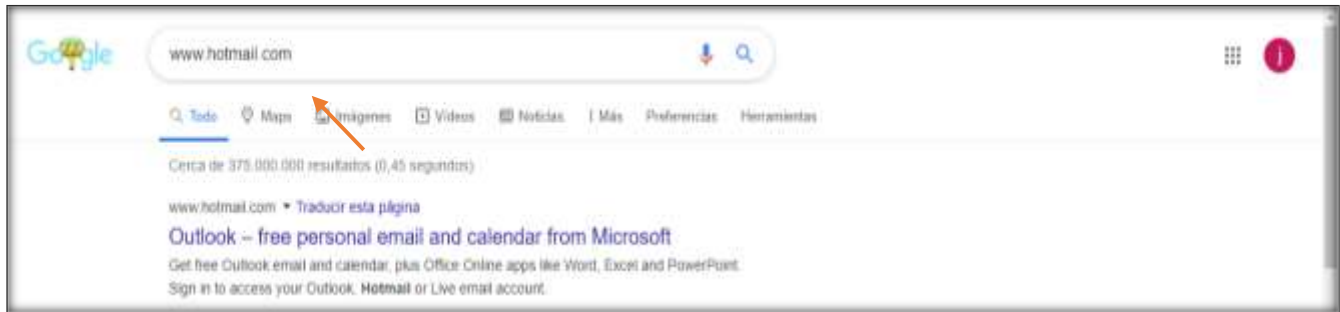 Google
www.hotmail.com
j
Todo Maps Imágenes Vídeos Noticias Más Preferencias Herramientas
Cerca de 375.000.000 resultados (0,45 segundos)
www.hotmail.com Traducir esta página
Outlook – free personal email and calendar from Microsoft
Get free Outlook email and calendar, plus Office Online apps like Word, Excel and PowerPoint.
Sign in to access your Outlook, Hotmail or Live email account.